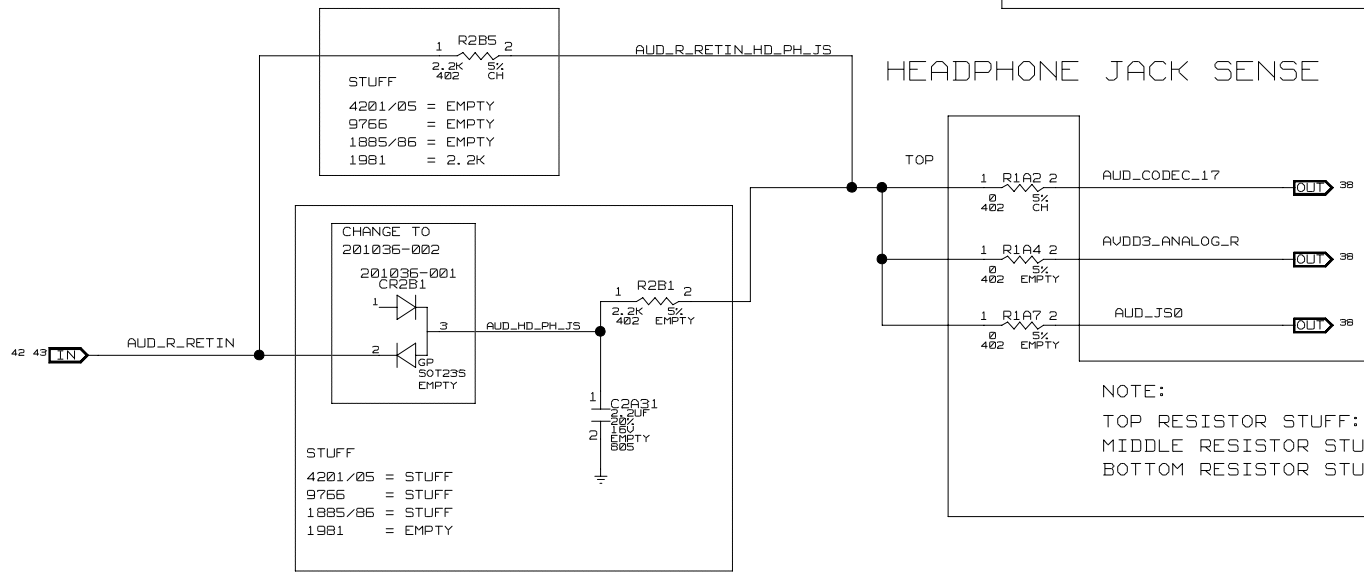 1 R2B5 2
2.2K 5%
402 CH
STUFF
4201/05 = EMPTY
9766 = EMPTY
1885/86 = EMPTY
1981 = 2.2K
AUD_R_RETIN_HD_PH_JS
HEADPHONE JACK SENSE
TOP
1 R1A2 2
0 5%
402 CH
AUD_CODEC_17
OUT 38
1 R1A4 2
0 5%
402 EMPTY
AVDD3_ANALOG_R
OUT 38
1 R1A7 2
0 5%
402 EMPTY
AUD_JS0
OUT 38
CHANGE TO
201036-002
201036-001
CR2B1
1
3
2
GP
SOT23S
EMPTY
AUD_HD_PH_JS
1 R2B1 2
2.2K 5%
402 EMPTY
42 43 IN
AUD_R_RETIN
1
C2A31
2.2UF
20%
16V
2
EMPTY
805
STUFF
4201/05 = STUFF
9766 = STUFF
1885/86 = STUFF
1981 = EMPTY
NOTE:
TOP RESISTOR STUFF:
MIDDLE RESISTOR STU
BOTTOM RESISTOR STU